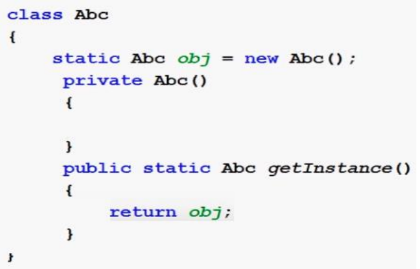 class Abc
{
static Abc obj = new Abc();
private Abc()
{
}
public static Abc getInstance()
{
return obj;
}
}